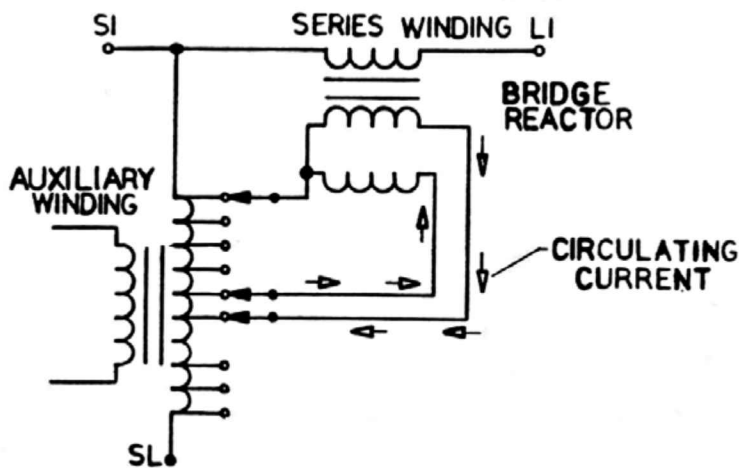 SI
SERIES WINDING LI
BRIDGE
REACTOR
AUXILIARY
WINDING
CIRCULATING
CURRENT
SL